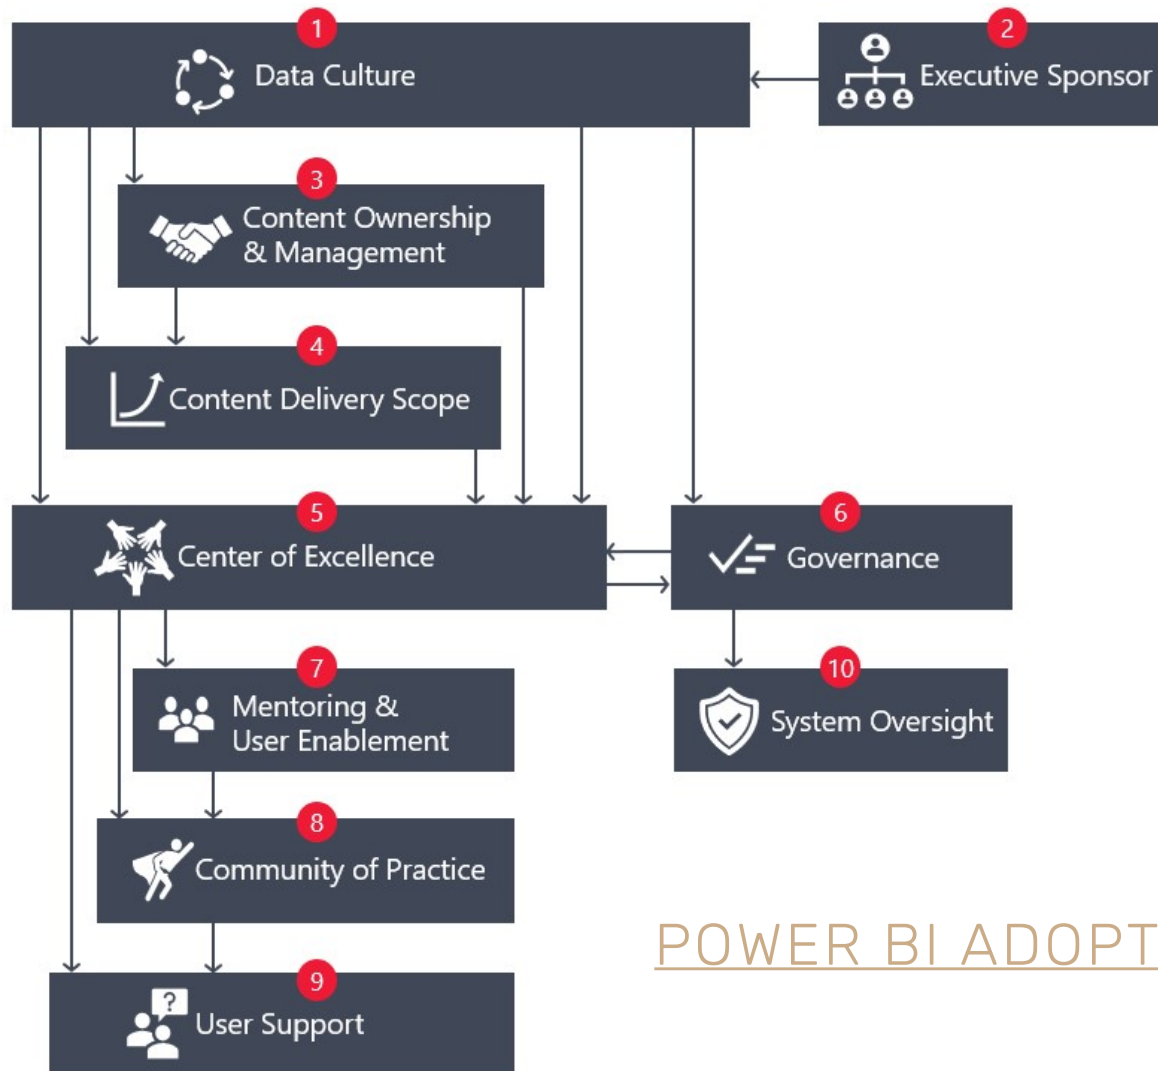 1
Data Culture
2
Executive Sponsor
3
Content Ownership
& Management
4
Content Delivery Scope
5
Center of Excellence
6
Governance
7
Mentoring &
User Enablement
10
System Oversight
8
Community of Practice
POWER BI ADOPT
9
?
User Support